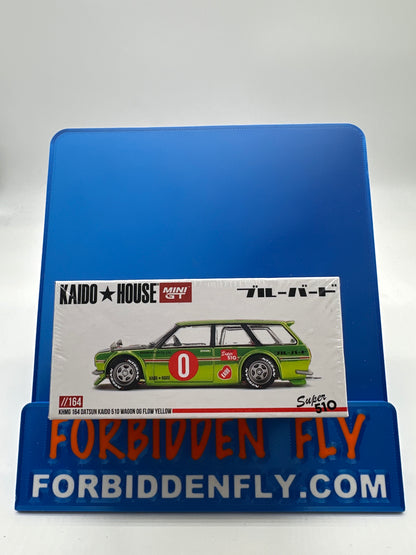 KAIDO★HOUSE MINI GT ブルーバード
Super 510
0
//164
KHMG 164 DATSUN KAIDO 510 WAGON OG FLOW YELLOW
Super 510
FORBIDDEN FLY
FORBIDDENFLY.COM